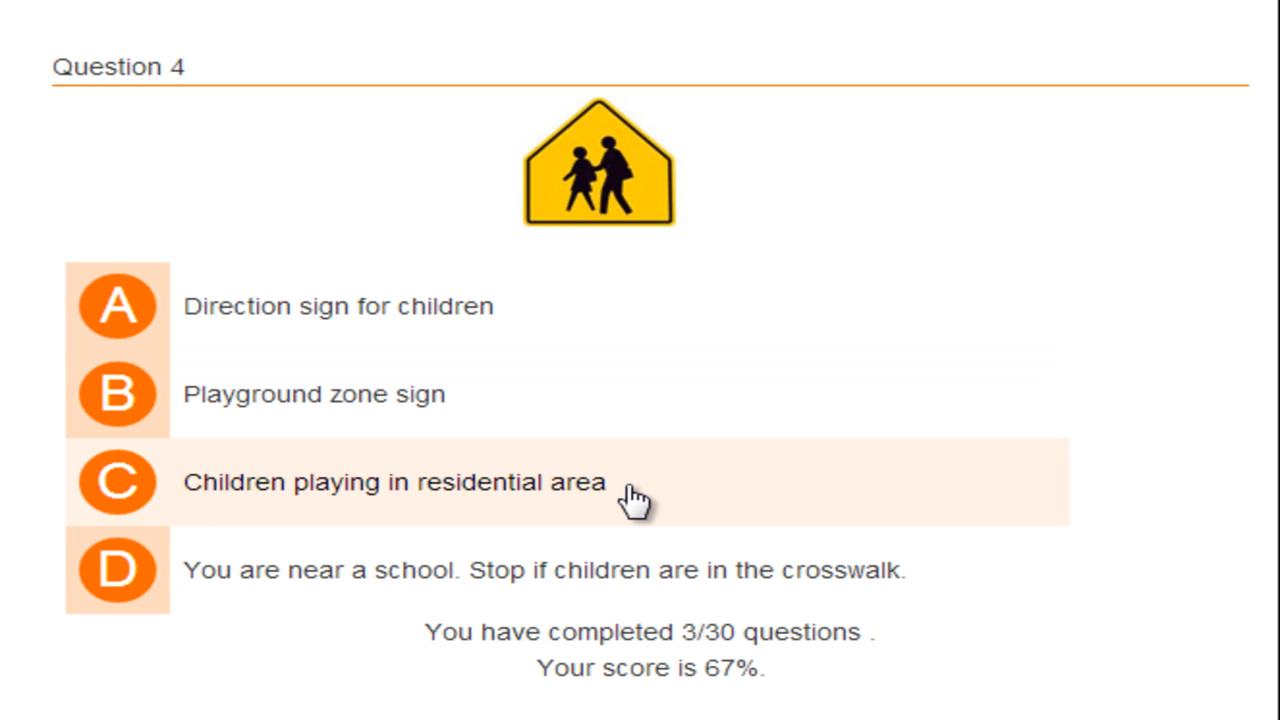 Question 4
A Direction sign for children
B Playground zone sign
C Children playing in residential area
D You are near a school. Stop if children are in the crosswalk.
You have completed 3/30 questions .
Your score is 67%.